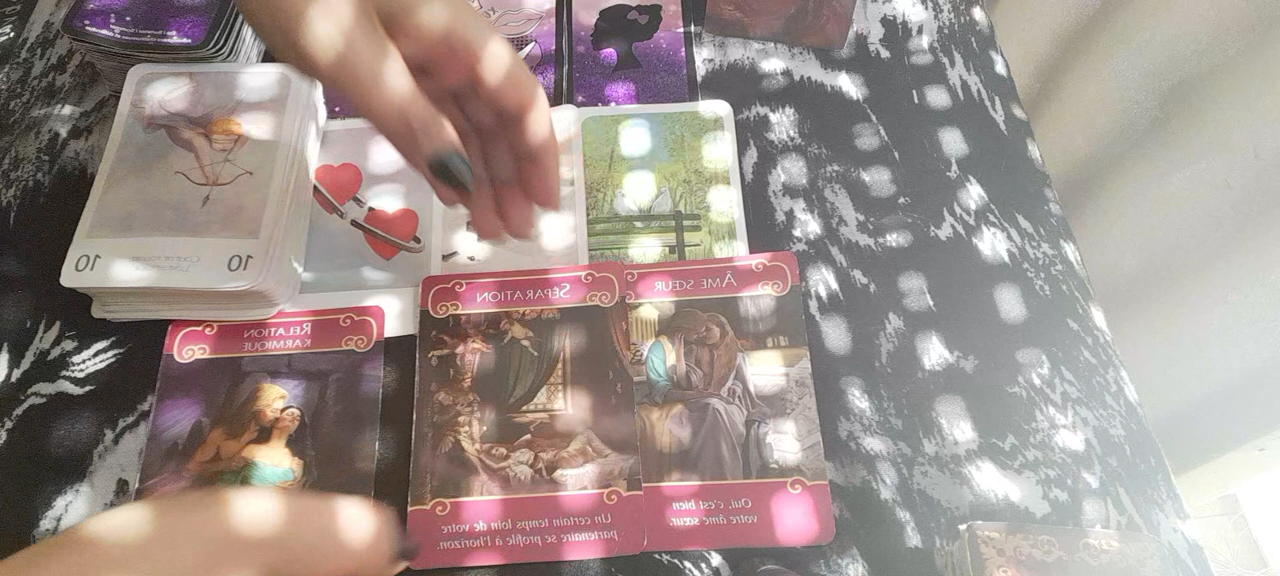 10
10
RELATION
KARMIQUE
SÉPARATION
Un certain temps loin de votre
partenaire se profile à l'horizon.
ÂME SŒUR
Oui, c'est bien
votre âme sœur.